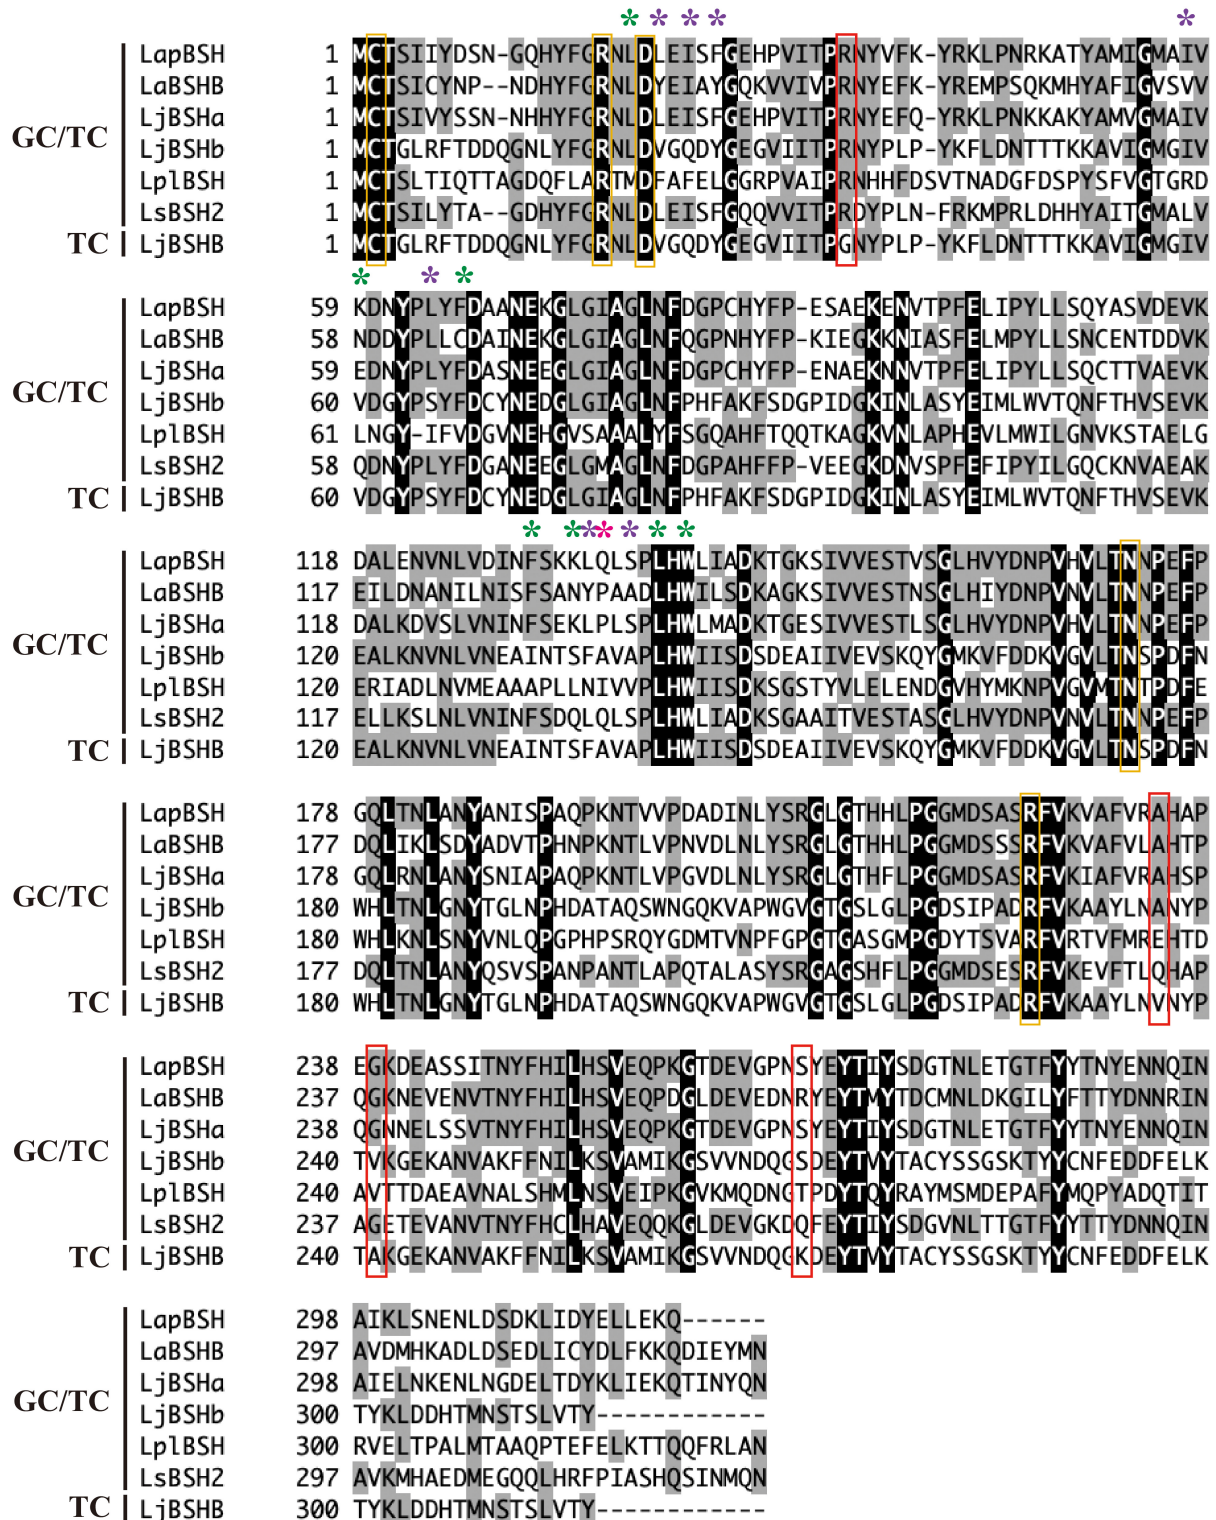 * * * * *
LapBSH 1 MCTSIIYDSN-GQHYFGRNLDLEISFGEHPVITPRNYVFK-YRKLPNRKATYAMIGMAIV
LaBSHB 1 MCTSICYNP--NDHYFGRNLDYEIAYGQKVVIVPRNYEFK-YREMPSQKMHYAFIGVSVV
LjBSHa 1 MCTSIVYSSN-NHHYFGRNLDLEISFGEHPVITPRNYEFQ-YRKLPNKKAKYAMVGMAIV
GC/TC
LjBSHb 1 MCTGLRFTDDQGNLYFGRNLDVGQDYGEGVIITPRNYPLP-YKFLDNTTTKKAVIGMGIV
LplBSH 1 MCTSLTIQTTAGDQFLARTMDFAFELGGRPVAIPRNHHFDSVTNADGFDSPYSFVGTGRD
LsBSH2 1 MCTSILYTA--GDHYFGRNLDLEISFGQQVVITPRDYPLN-FRKMPRLDHHYAITGMALV
TC LjBSHB 1 MCTGLRFTDDQGNLYFGRNLDVGQDYGEGVIITPGNYPLP-YKFLDNTTTKKAVIGMGIV
* * *
LapBSH 59 KDNYPLYFDAANEKGLGIAGLNFDGPCHYFP-ESAEKENVTPFELIPYLLSQYASVDEVK
LaBSHB 58 NDDYPLLCDAINEKGLGIAGLNFQGPNHYFP-KIEGKKNIASFELMPYLLSNCENTDDVK
LjBSHa 59 EDNYPLYFDASNEEGLGIAGLNFDGPCHYFP-ENAEKNNVTPFELIPYLLSQCTTVAEVK
GC/TC
LjBSHb 60 VDGYPSYFDCYNEDGLGIAGLNFPHFAKFSDGPIDGKINLASYEIMLWVTQNFTHVSEVK
LplBSH 61 LNGY-IFVDGVNEHGVSAAALYFSGQAHFTQQTKAGKVNLAPHEVLMWILGNVKSTAELG
LsBSH2 58 QDNYPLYFDGANEEGLGMAGLNFDGPAHFFP-VEEGKDNVSPFEFIPYILGQCKNVAEAK
TC LjBSHB 60 VDGYPSYFDCYNEDGLGIAGLNFPHFAKFSDGPIDGKINLASYEIMLWVTQNFTHVSEVK
* * * * * * *
LapBSH 118 DALENVNLVDINFSKKLQLSPLHWLIADKTGKSIVVESTVSGLHVYDNPVHVLTNNPEFP
LaBSHB 117 EILDNANILNISFSANYPAADLHWILSDKAGKSIVVESTNSGLHIYDNPVNVLTNNPEFP
LjBSHa 118 DALKDVSLVNINFSEKLPLSPLHWLMADKTGESIVVESTLSGLHVYDNPVHVLTNNPEFP
GC/TC
LjBSHb 120 EALKNVNLVNEAINTSFAVAPLHWIISDSDEAIIVEVSKQYGMKVFDDKVGVLTNSPDFN
LplBSH 120 ERIADLNVMEAAAPLLNIVVPLHWIISDKSGSTYVLELENDGVHYMKNPVGVMTNTPDFE
LsBSH2 117 ELLKSLNLVNINFSDQLQLSPLHWLIADKSGAAITVESTASGLHVYDNPVNVLTNNPEFP
TC LjBSHB 120 EALKNVNLVNEAINTSFAVAPLHWIISDSDEAIIVEVSKQYGMKVFDDKVGVLTNSPDFN
LapBSH 178 GQLTNLANYANISPAQPKNTVVPDADINLYSRGLGTHHLPGGMDSASRFVKVAFVRAHAP
LaBSHB 177 DQLIKLSDYADVTPHNPKNTLVPNVDLNLYSRGLGTHHLPGGMDSSSRFVKVAFVLAHTP
LjBSHa 178 GQLRNLANYSNIAPAQPKNTLVPGVDLNLYSRGLGTHFLPGGMDSASRFVKIAFVRAHSP
GC/TC
LjBSHb 180 WHLTNLGNYTGLNPHDATAQSWNGQKVAPWGVGTGSLGLPGDSIPADRFVKAAYLNANYP
LplBSH 180 WHLKNLSNYVNLQPGPHPSRQYGDMTVNPFGPGTGASGMPGDYTSVARFVRTVFMREHTD
LsBSH2 177 DQLTNLANYQSVSPANPANTLAPQTALASYSRGAGSHFLPGGMDSESRFVKEVFTLQHAP
TC LjBSHB 180 WHLTNLGNYTGLNPHDATAQSWNGQKVAPWGVGTGSLGLPGDSIPADRFVKAAYLNVNYP
LapBSH 238 EGKDEASSITNYFHILHSVEQPKGTDEVGPNSYEYTIYSDGTNLETGTFYYTNYENNQIN
LaBSHB 237 QGKNEVENVTNYFHILHSVEQPDGLDEVEDNRYEYTMYTDCMNLDKGILYFTTYDNNRIN
LjBSHa 238 QGNNELSSVTNYFHILHSVEQPKGTDEVGPNSYEYTIYSDGTNLETGTFYYTNYENNQIN
GC/TC
LjBSHb 240 TVKGEKANVAKFFNILKSVAMIKGSVVNDQGSDEYTVYTACYSSGSKTYYCNFEDDFELK
LplBSH 240 AVTTDAEAVNALSHMLNSVEIPKGVKMQDNGTPDYTQYRAYMSMDEPAFYMQPYADQTIT
LsBSH2 237 AGETEVANVTNYFHCLHAVEQQKGLDEVGKDQFEYTIYSDGVNLTTGTFYYTTYDNNQIN
TC LjBSHB 240 TAKGEKANVAKFFNILKSVAMIKGSVVNDQGKDEYTVYTACYSSGSKTYYCNFEDDFELK
LapBSH 298 AIKLSNENLDSDKLIDYELLEKQ------
LaBSHB 297 AVDMHKADLDSEDLICYDLFKKQDIEYMN
LjBSHa 298 AIELNKENLNGDELTDYKLIEKQTINYQN
GC/TC
LjBSHb 300 TYKLDDHTMNSTSLVTY------------
LplBSH 300 RVELTPALMTAAQPTEFELKTTQQFRLAN
LsBSH2 297 AVKMHAEDMEGQQLHRFPIASHQSINMQN
TC LjBSHB 300 TYKLDDHTMNSTSLVTY------------